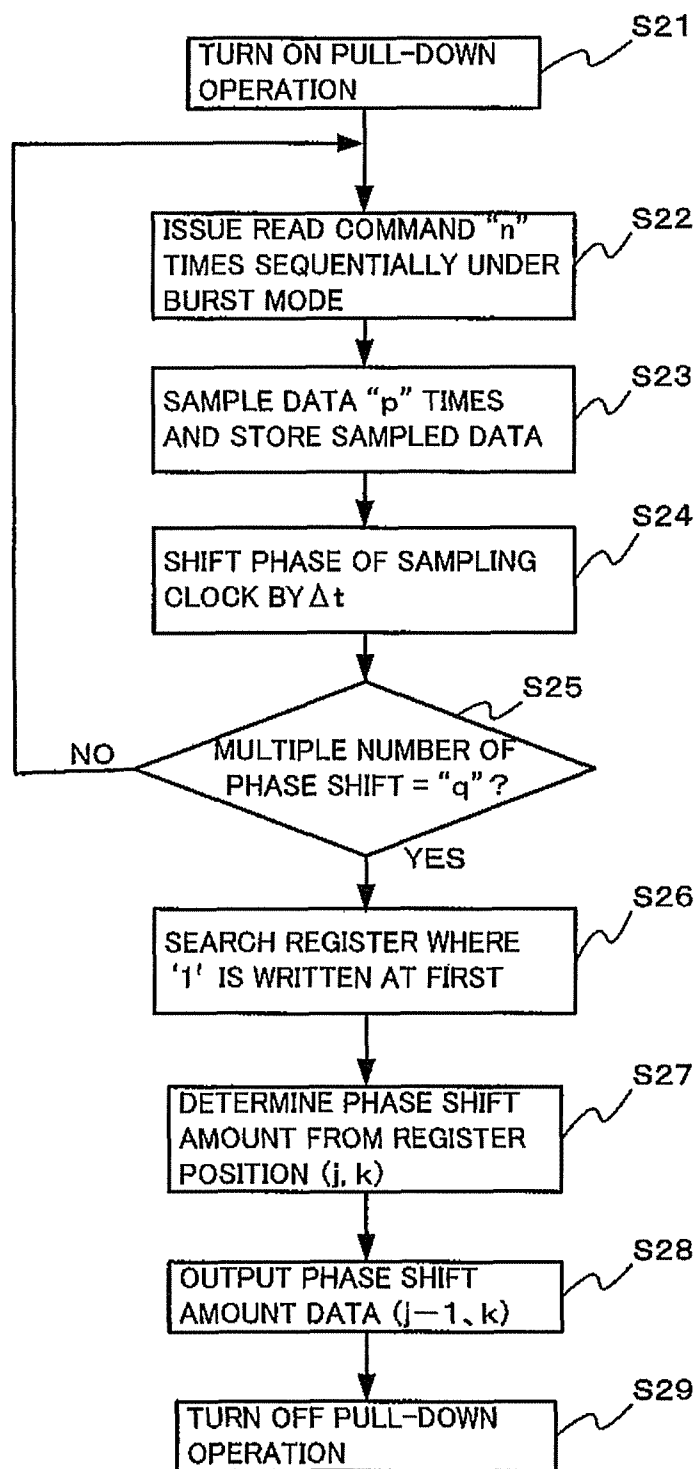 S21
TURN ON PULL-DOWN
OPERATION
S22
ISSUE READ COMMAND “n”
TIMES SEQUENTIALLY UNDER
BURST MODE
S23
SAMPLE DATA “p” TIMES
AND STORE SAMPLED DATA
S24
SHIFT PHASE OF SAMPLING
CLOCK BY Δt
S25
NO
MULTIPLE NUMBER OF
PHASE SHIFT = “q”?
YES
S26
SEARCH REGISTER WHERE
‘1’ IS WRITTEN AT FIRST
S27
DETERMINE PHASE SHIFT
AMOUNT FROM REGISTER
POSITION (j, k)
S28
OUTPUT PHASE SHIFT
AMOUNT DATA (j−1、k)
S29
TURN OFF PULL-DOWN
OPERATION